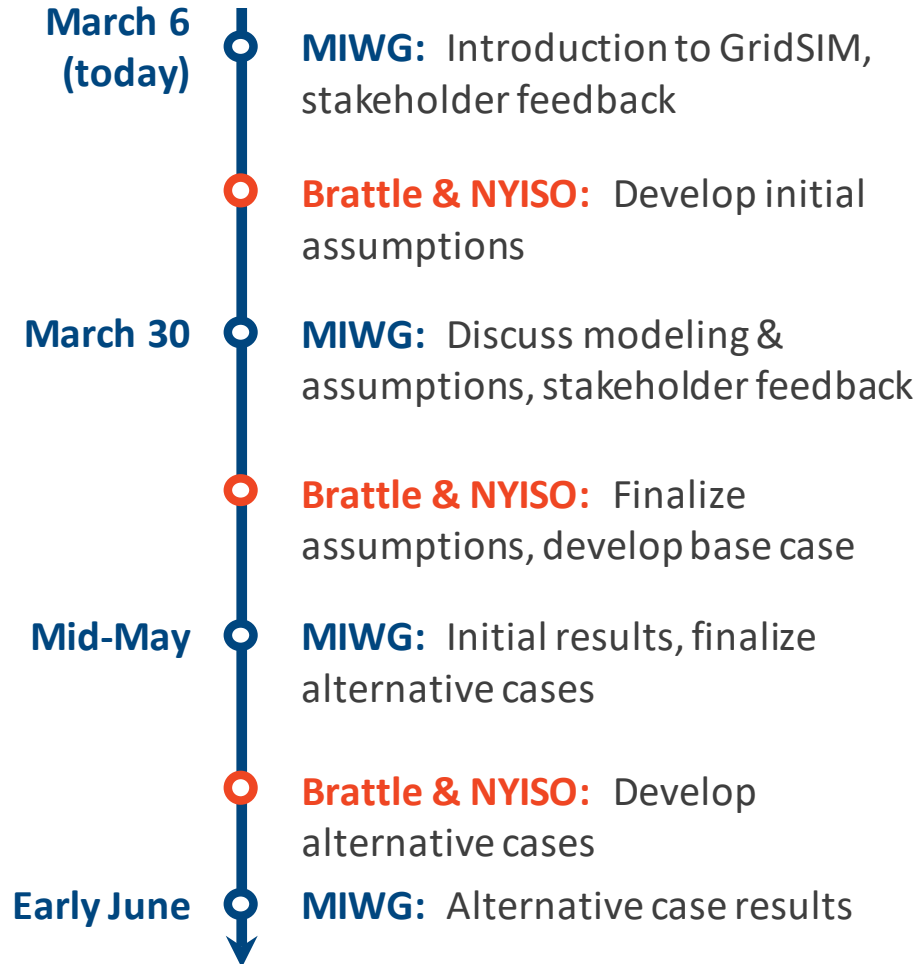 March 6
(today)
MIWG: Introduction to GridSIM,
stakeholder feedback
Brattle & NYISO: Develop initial
assumptions
March 30
MIWG: Discuss modeling &
assumptions, stakeholder feedback
Brattle & NYISO: Finalize
assumptions, develop base case
Mid-May
MIWG: Initial results, finalize
alternative cases
Brattle & NYISO: Develop
alternative cases
Early June
MIWG: Alternative case results